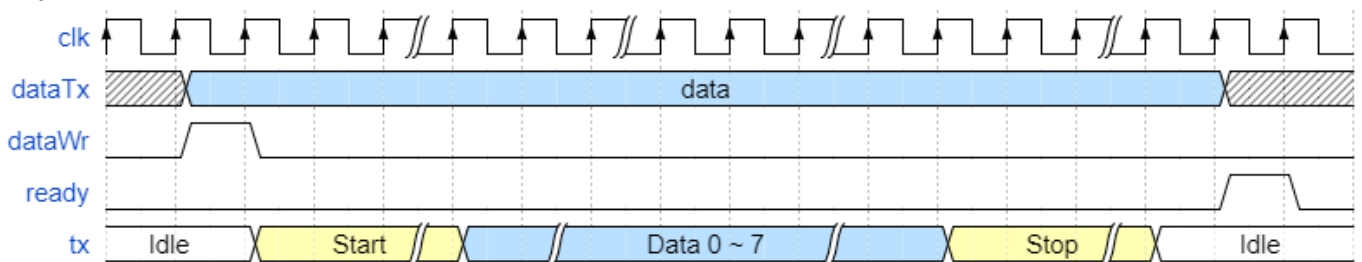 clk
dataTx data
dataWr
ready
tx Idle Start Data 0 ~ 7 Stop Idle